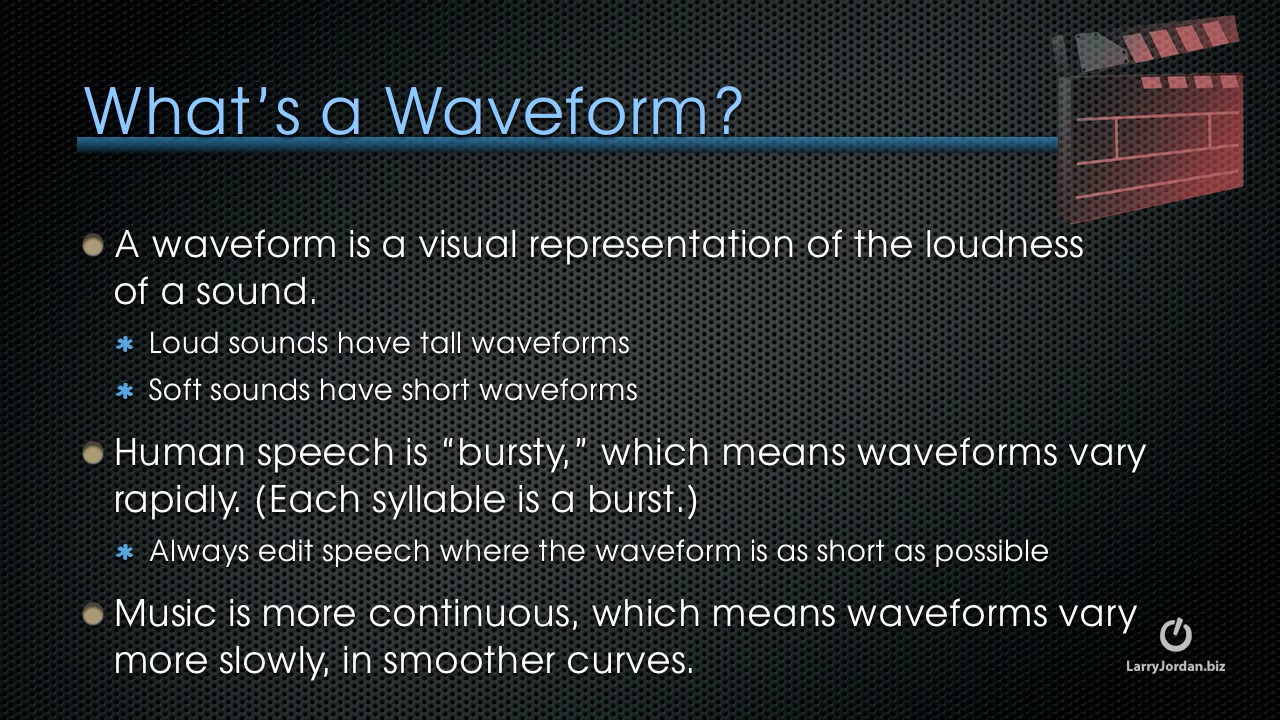 What’s a Waveform?
A waveform is a visual representation of the loudness
of a sound.
Loud sounds have tall waveforms
Soft sounds have short waveforms
Human speech is “bursty,” which means waveforms vary
rapidly. (Each syllable is a burst.)
Always edit speech where the waveform is as short as possible
Music is more continuous, which means waveforms vary
more slowly, in smoother curves.
LarryJordan.biz